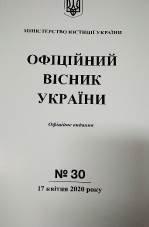 МІНІСТЕРСТВО ЮСТИЦІЇ УКРАЇНИ
ОФІЦІЙНИЙ
ВІСНИК
УКРАЇНИ
Офіційне видання
№ 30
17 квітня 2020 року